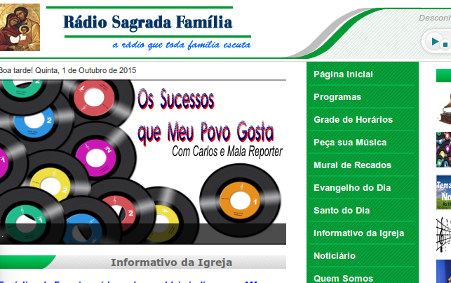 Rádio Sagrada Família
a rádio que toda família escuta
Boa tarde! Quinta, 1 de Outubro de 2015
Os Sucessos
que Meu Povo Gosta
Com Carlos e Mala Reporter
Informativo da Igreja
Página Inicial
Programas
Grade de Horários
Peça sua Música
Mural de Recados
Evangelho do Dia
Santo do Dia
Informativo da Igreja
Noticiário
Quem Somos
Desconh